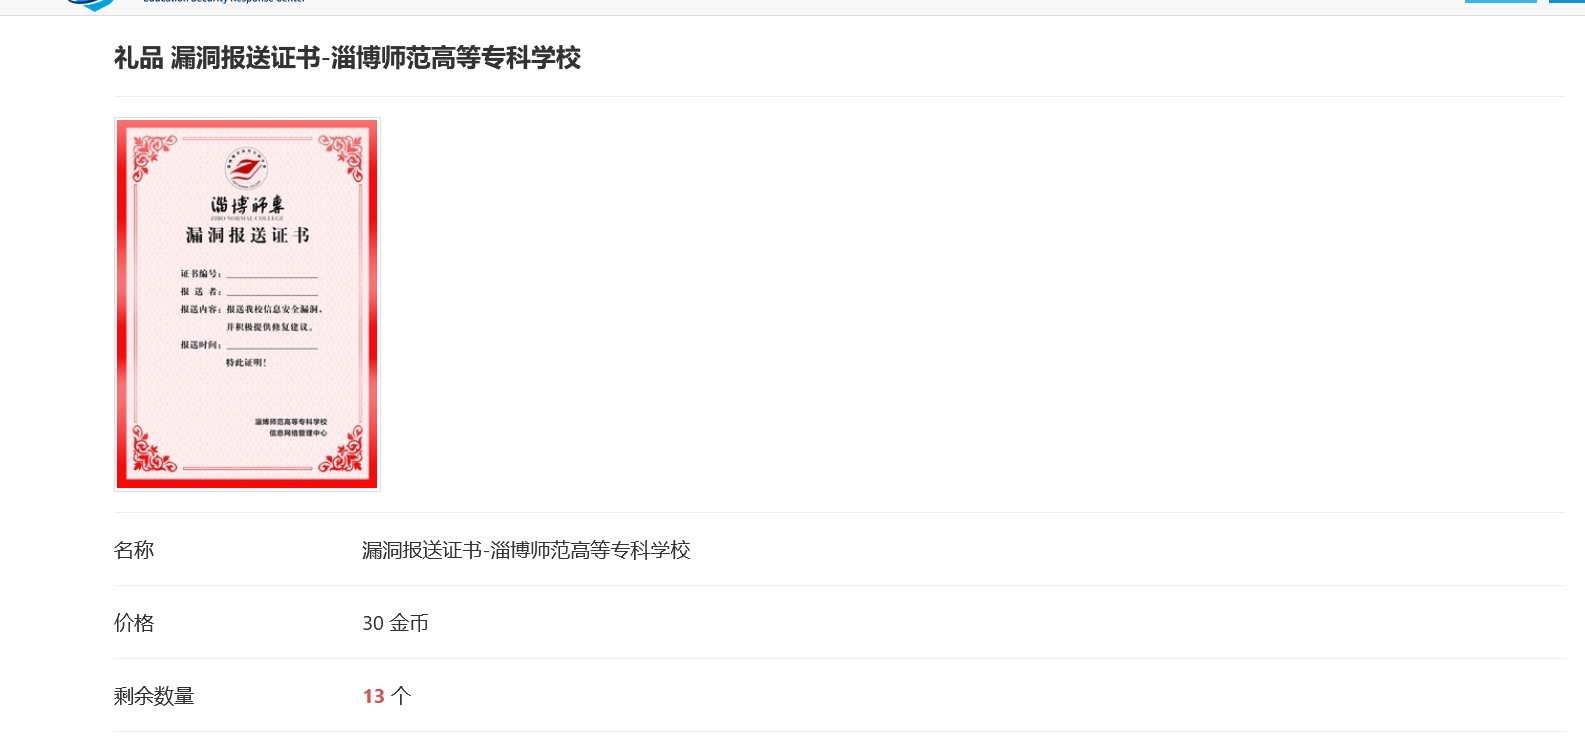 Education Security Response Center
礼品 漏洞报送证书-淄博师范高等专科学校
淄博师专
ZIBO NORMAL COLLEGE
漏洞报送证书
证书编号：
报 送 者：
报送内容：报送我校信息安全漏洞，
并积极提供修复建议。
报送时间：
特此证明！
淄博师范高等专科学校
信息网络管理中心
名称 漏洞报送证书-淄博师范高等专科学校
价格 30 金币
剩余数量 13 个